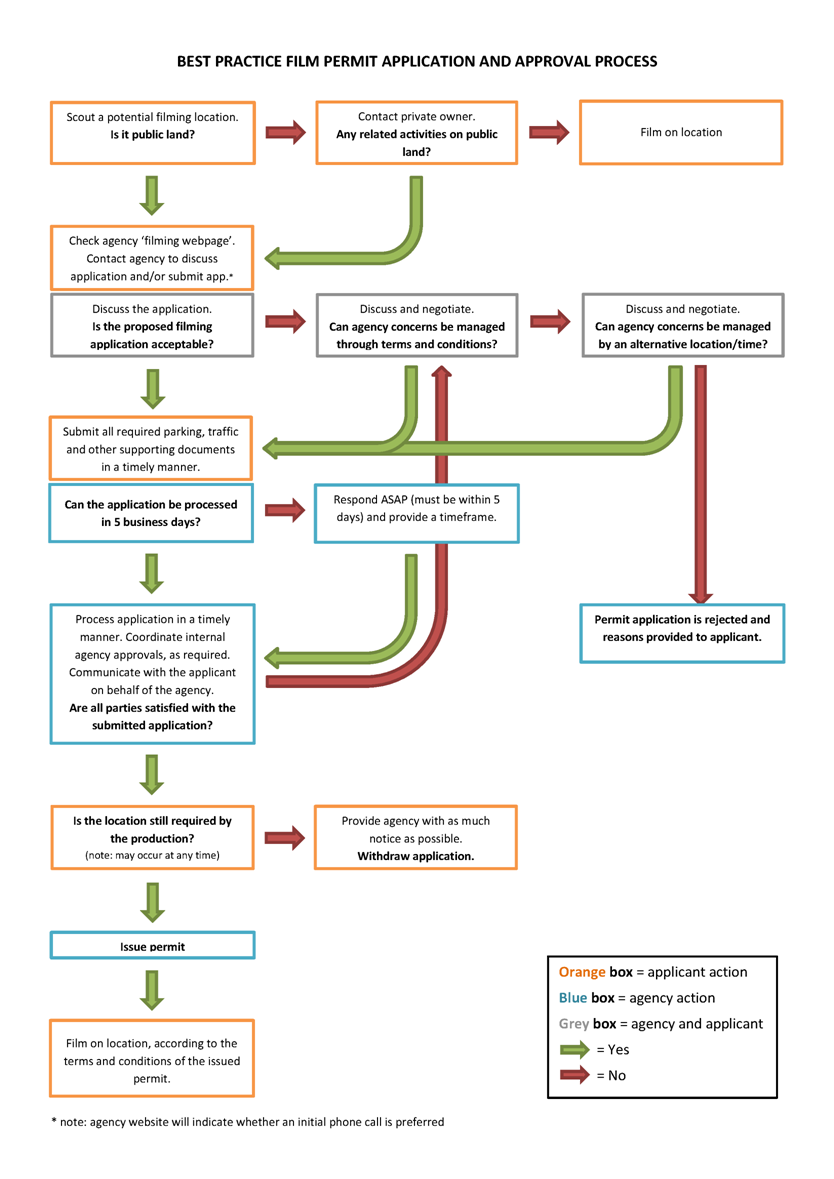 BEST PRACTICE FILM PERMIT APPLICATION AND APPROVAL PROCESS
Scout a potential filming location.
Is it public land?
Contact private owner.
Any related activities on public
land?
Film on location
Check agency ‘filming webpage’.
Contact agency to discuss
application and/or submit app.*
Discuss the application.
Is the proposed filming
application acceptable?
Discuss and negotiate.
Can agency concerns be managed
through terms and conditions?
Discuss and negotiate.
Can agency concerns be managed
by an alternative location/time?
Submit all required parking, traffic
and other supporting documents
in a timely manner.
Can the application be processed
in 5 business days?
Respond ASAP (must be within 5
days) and provide a timeframe.
Process application in a timely
manner. Coordinate internal
agency approvals, as required.
Communicate with the applicant
on behalf of the agency.
Are all parties satisfied with the
submitted application?
Permit application is rejected and
reasons provided to applicant.
Is the location still required by
the production?
(note: may occur at any time)
Provide agency with as much
notice as possible.
Withdraw application.
Issue permit
Film on location, according to the
terms and conditions of the issued
permit.
Orange box = applicant action
Blue box = agency action
Grey box = agency and applicant
= Yes
= No
* note: agency website will indicate whether an initial phone call is preferred